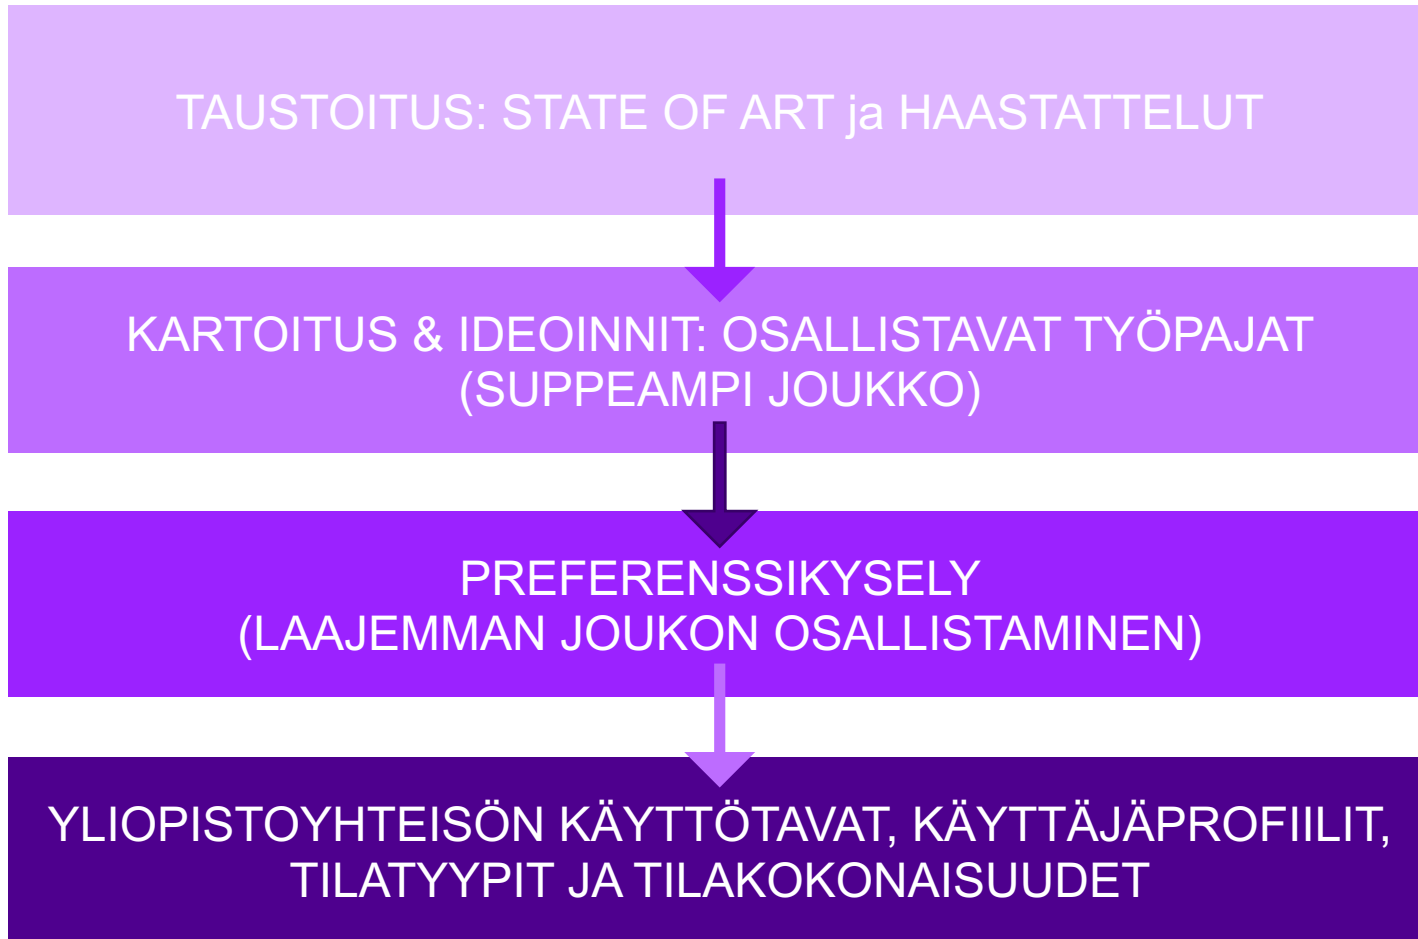 TAUSTOITUS: STATE OF ART ja HAASTATTELUT
KARTOITUS & IDEOINNIT: OSALLISTAVAT TYÖPAJAT
(SUPPEAMPI JOUKKO)
PREFERENSSIKYSELY
(LAAJEMMAN JOUKON OSALLISTAMINEN)
YLIOPISTOYHTEISÖN KÄYTTÖTAVAT, KÄYTTÄJÄPROFIILIT,
TILATYYPIT JA TILAKOKONAISUUDET